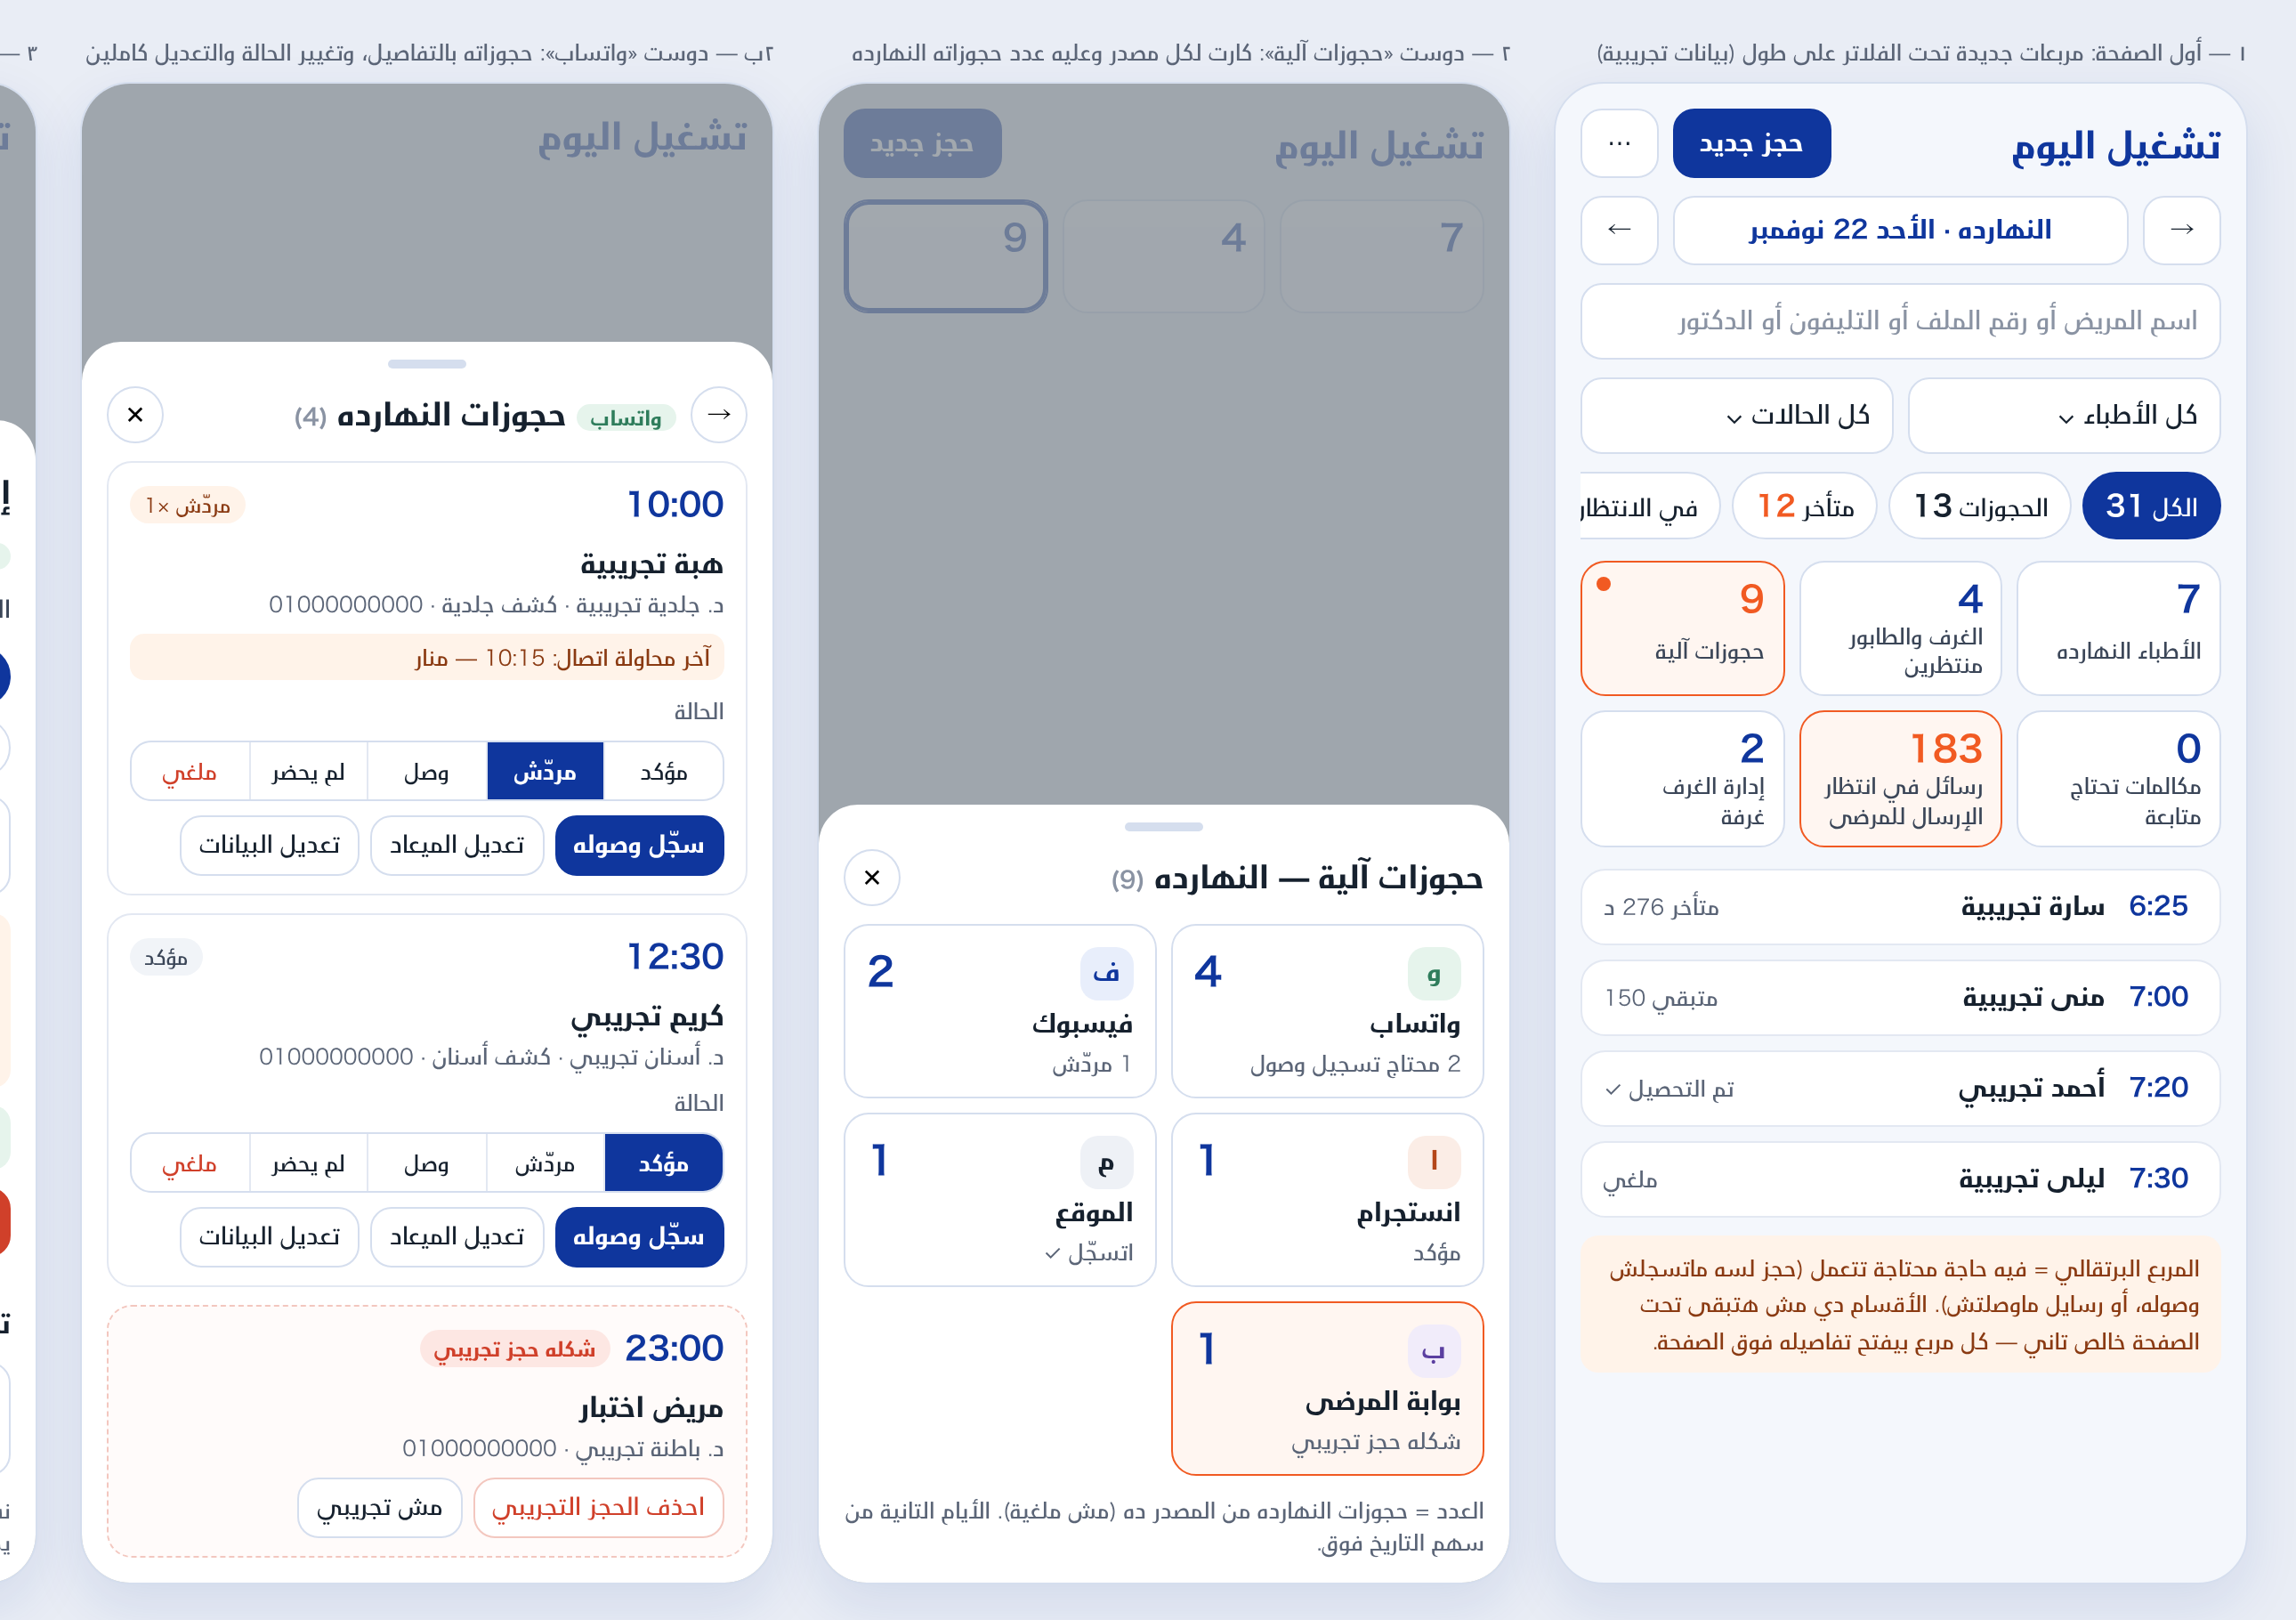 ١ — أول الصفحة: مربعات جديدة تحت الفلاتر على طول (بيانات تجريبية)
تشغيل اليوم
حجز جديد
...
→
النهارده · الأحد 22 نوفمبر
←
اسم المريض أو رقم الملف أو التليفون أو الدكتور
كل الأطباء
كل الحالات
الكل 31
الحجوزات 13
متأخر 12
في الانتظار
7
الأطباء النهارده
4
الغرف والطابور
منتظرين
9
حجوزات آلية
0
مكالمات تحتاج
متابعة
183
رسائل في انتظار
الإرسال للمرضى
2
إدارة الغرف
غرفة
6:25 سارة تجريبية متأخر 276 د
7:00 منى تجريبية متبقي 150
7:20 أحمد تجريبي تم التحصيل ✓
7:30 ليلى تجريبية ملغي
المربع البرتقالي = فيه حاجة محتاجة تتعمل (حجز لسه ماتسجلش
وصوله، أو رسايل ماوصلتش). الأقسام دي مش هتبقى تحت
الصفحة خالص تاني — كل مربع بيفتح تفاصيله فوق الصفحة.
٢ — دوست «حجوزات آلية»: كارت لكل مصدر وعليه عدد حجوزاته النهارده
تشغيل اليوم
حجز جديد
7
4
9
حجوزات آلية — النهارده (9)
✕
و
4
واتساب
2 محتاج تسجيل وصول
ف
2
فيسبوك
1 مردّش
ا
1
انستجرام
مؤكد
م
1
الموقع
اتسجّل ✓
ب
1
بوابة المرضى
شكله حجز تجريبي
العدد = حجوزات النهارده من المصدر ده (مش ملغية). الأيام التانية من
سهم التاريخ فوق.
٢ب — دوست «واتساب»: حجوزاته بالتفاصيل، وتغيير الحالة والتعديل كاملين
تشغيل اليوم
→
واتساب حجوزات النهارده (4)
✕
10:00
مردّش ×1
هبة تجريبية
د. جلدية تجريبية · كشف جلدية · 01000000000
آخر محاولة اتصال: 10:15 — منار
الحالة
مؤكد مردّش وصل لم يحضر ملغي
سجّل وصوله تعديل الميعاد تعديل البيانات
12:30
مؤكد
كريم تجريبي
د. أسنان تجريبي · كشف أسنان · 01000000000
الحالة
مؤكد مردّش وصل لم يحضر ملغي
سجّل وصوله تعديل الميعاد تعديل البيانات
23:00 شكله حجز تجريبي
مريض اختبار
د. باطنة تجريبي · 01000000000
احذف الحجز التجريبي مش تجريبي
٣ —